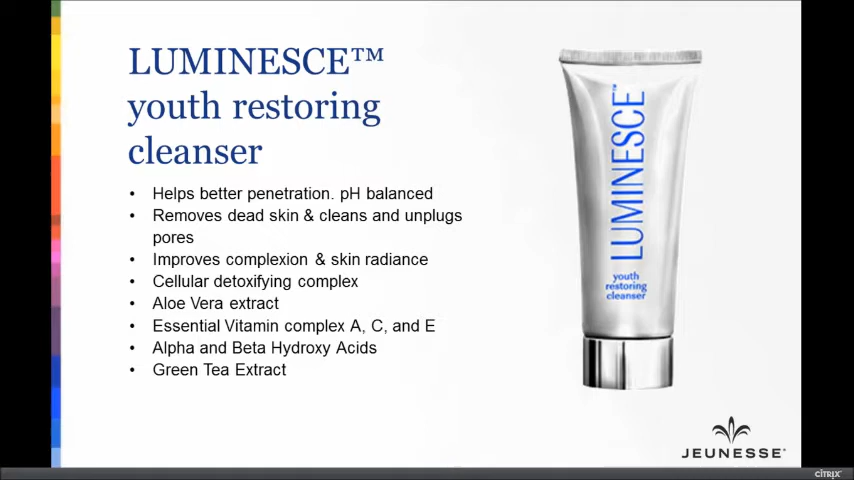 LUMINESCE™
youth restoring
cleanser
• Helps better penetration. pH balanced
• Removes dead skin & cleans and unplugs
pores
• Improves complexion & skin radiance
• Cellular detoxifying complex
• Aloe Vera extract
• Essential Vitamin complex A, C, and E
• Alpha and Beta Hydroxy Acids
• Green Tea Extract
LUMINESCE™
youth
restoring
cleanser
JEUNESSE®
CITRIX